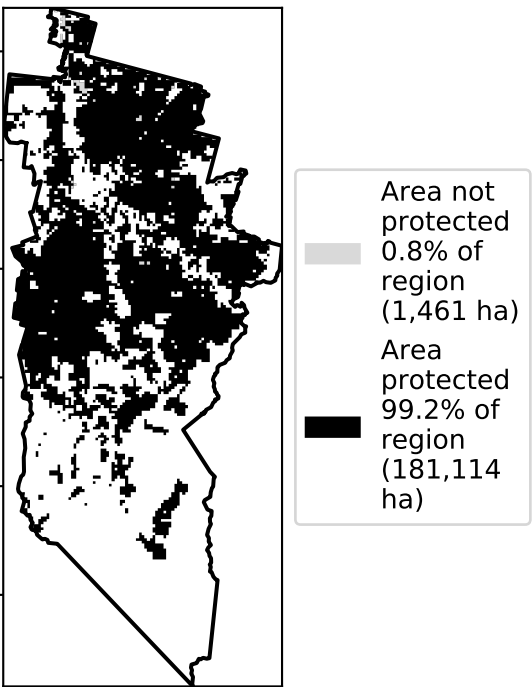 Area not
protected
0.8% of
region
(1,461 ha)
Area
protected
99.2% of
region
(181,114
ha)